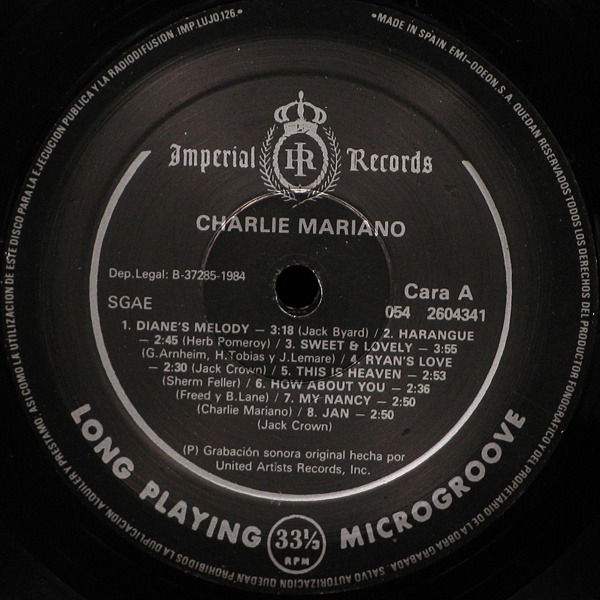 Y LA RADIODIFUSION. IMP. LUJO, 126. •
• MADE IN SPAIN. EMI-ODEON, S.A. QUEDAN RESERVADOS TODOS LOS DERECHOS DEL PRODUCTOR FONOGRAFICO Y DEL PROPIETARIO DE LA OBRA GRABADA. SALVO AUTORIZACION QUEDAN PROHIBIDOS LA DUPLICACION, ALQUILER Y PRESTAMO ASI COMO LA UTILIZACION DE ESTE DISCO PARA LA EJECUCION PUBLICA
Imperial IR Records
CHARLIE MARIANO
Dep. Legal: B-37285-1984
SGAE
Cara A
054 2604341
1. DIANE'S MELODY — 3:18 (Jack Byard) / 2. HARANGUE
— 2:45 (Herb Pomeroy) / 3. SWEET & LOVELY — 3:55
(G. Arnheim, H. Tobias y J. Lemare) / 4. RYAN'S LOVE
— 2:30 (Jack Crown) / 5. THIS IS HEAVEN — 2:53
(Sherm Feller) / 6. HOW ABOUT YOU — 2:36
(Freed y B. Lane) / 7. MY NANCY — 2:50
(Charlie Mariano) / 8. JAN — 2:50
(Jack Crown)
(P) Grabación sonora original hecha por
United Artists Records, Inc.
LONG PLAYING 33⅓ RPM MICROGROOVE